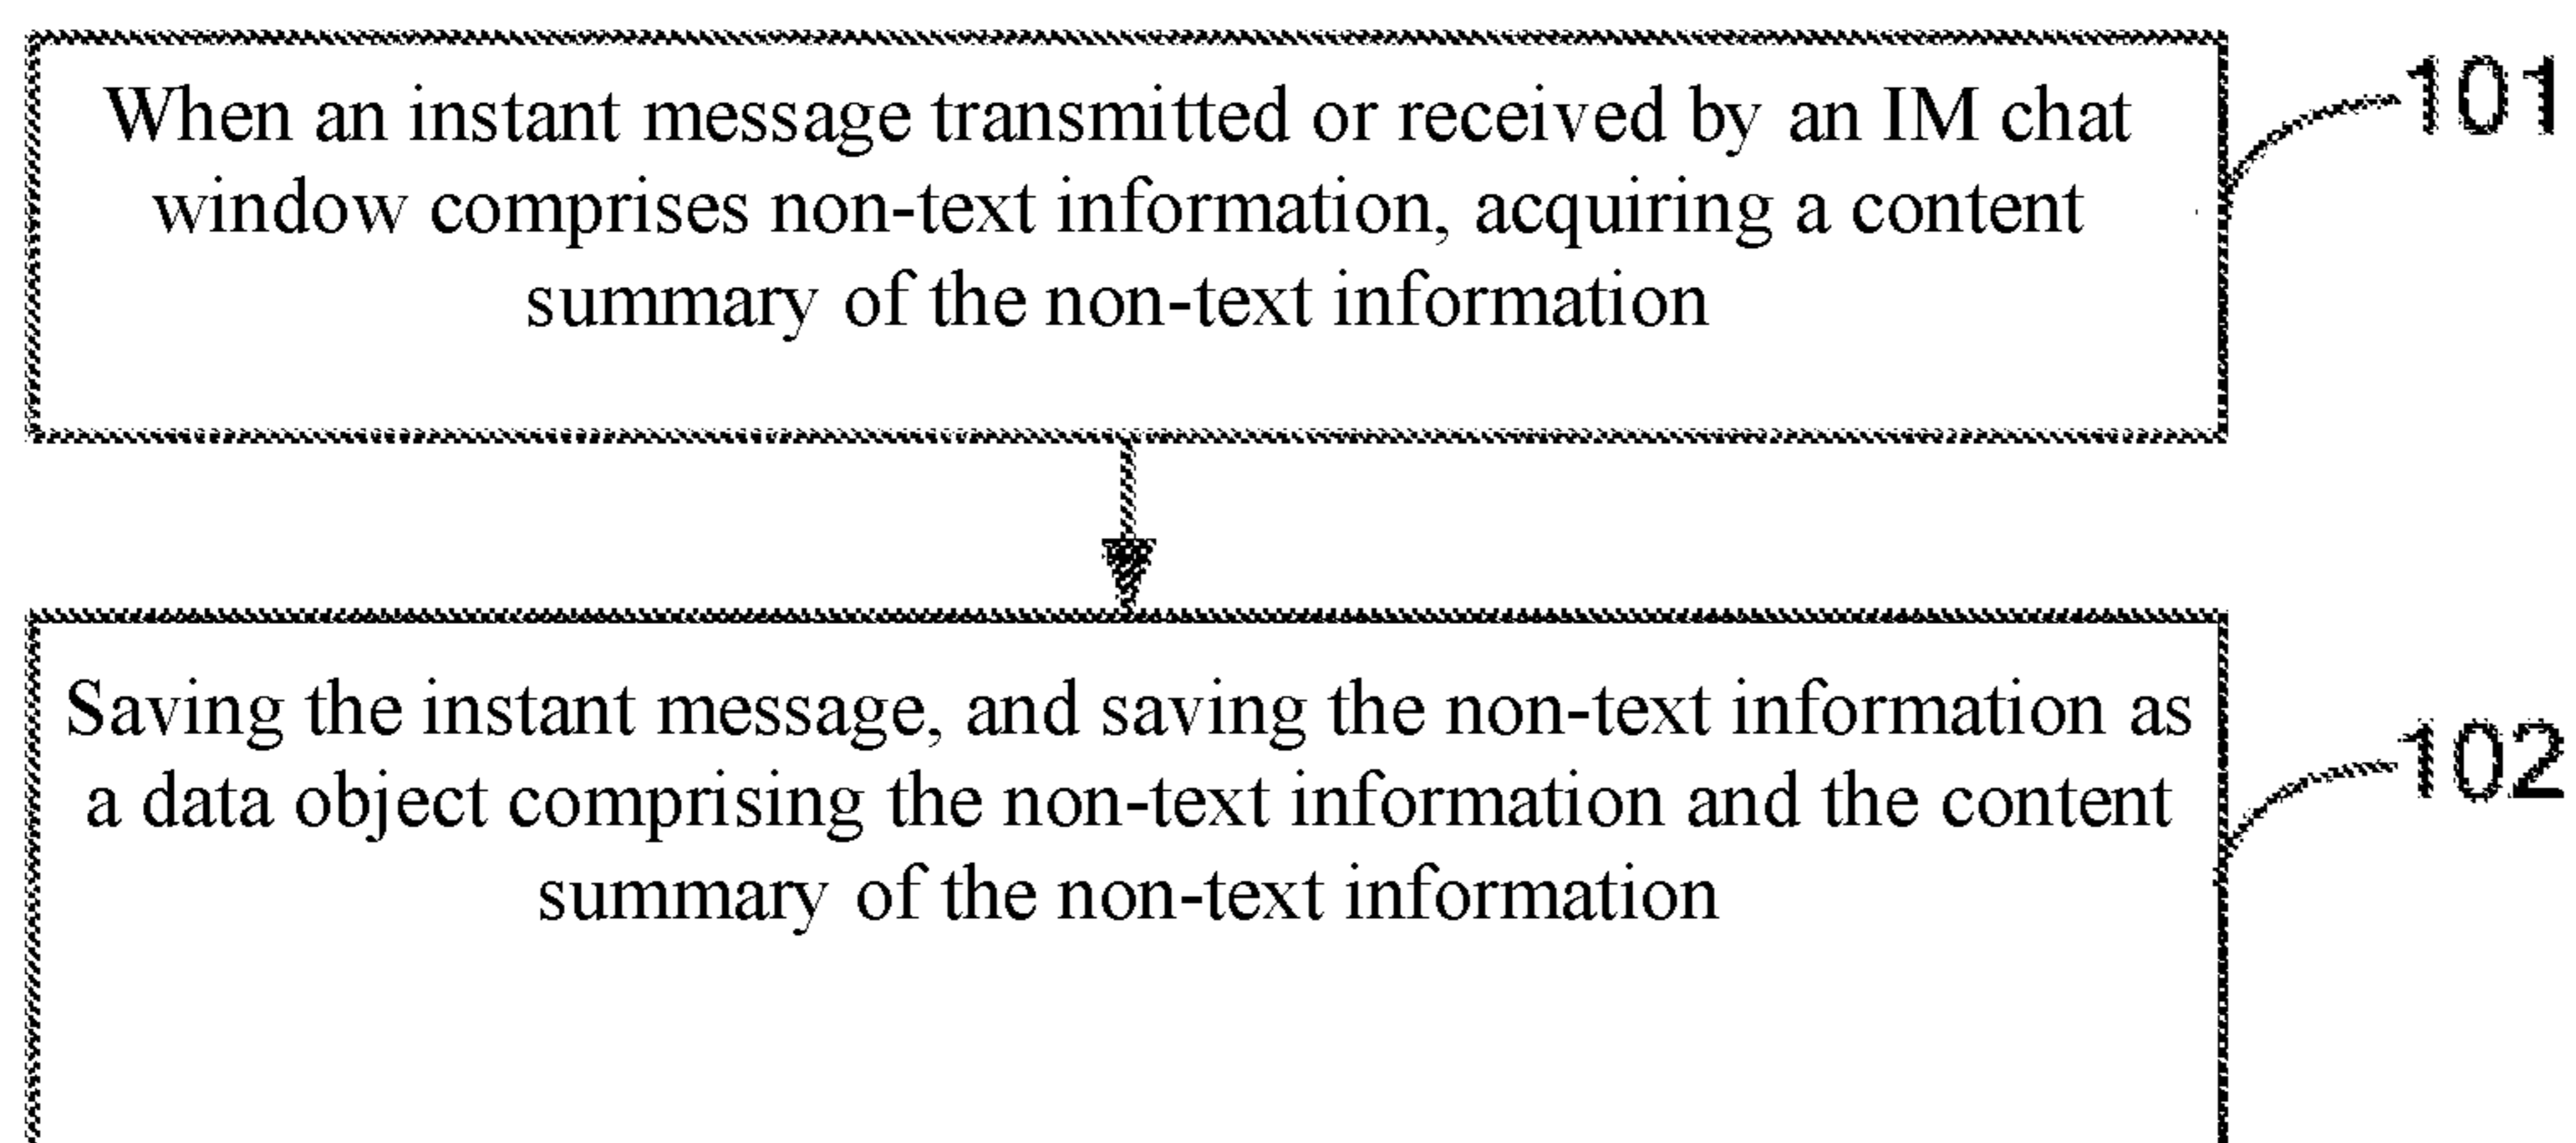 When an instant message transmitted or received by an IM chat
window comprises non-text information, acquiring a content
summary of the non-text information
101
Saving the instant message, and saving the non-text information as
a data object comprising the non-text information and the content
summary of the non-text information
102